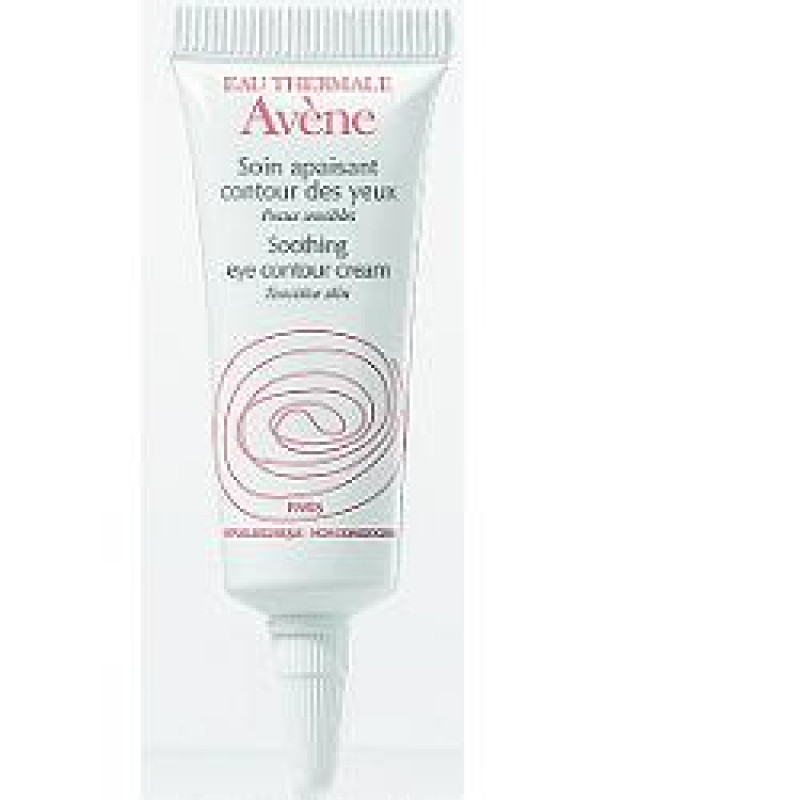 EAU THERMALE
Avène
Soin apaisant
contour des yeux
Peaux sensibles
Soothing
eye contour cream
Sensitive skin
PARIS